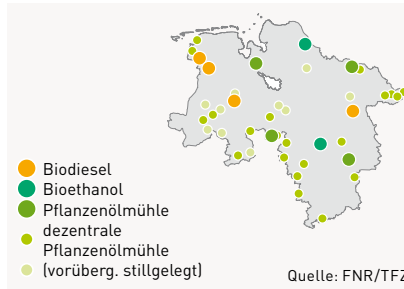 Biodiesel
Bioethanol
Pflanzenölmühle
dezentrale
Pflanzenölmühle
(vorüberg. stillgelegt)
Quelle: FNR/TFZ